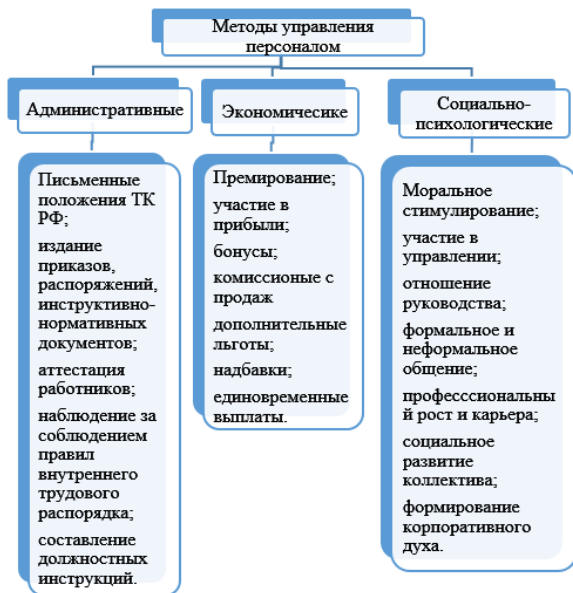 Методы управления
персоналом
Административные
Экономичесике
Социально-
психологические
Письменные
положения ТК
РФ;
издание
приказов,
распоряжений,
инструктивно-
нормативных
документов;
аттестация
работников;
наблюдение за
соблюдением
правил
внутреннего
трудового
распорядка;
составление
должностных
инструкций.
Премирование;
участие в
прибыли;
бонусы;
комиссионые с
продаж
дополнительные
льготы;
надбавки;
единовременные
выплаты.
Моральное
стимулирование;
участие в
управлении;
отношение
руководства;
формальное и
неформальное
общение;
професссиональны
й рост и карьера;
социальное
развитие
коллектива;
формирование
корпоративного
духа.